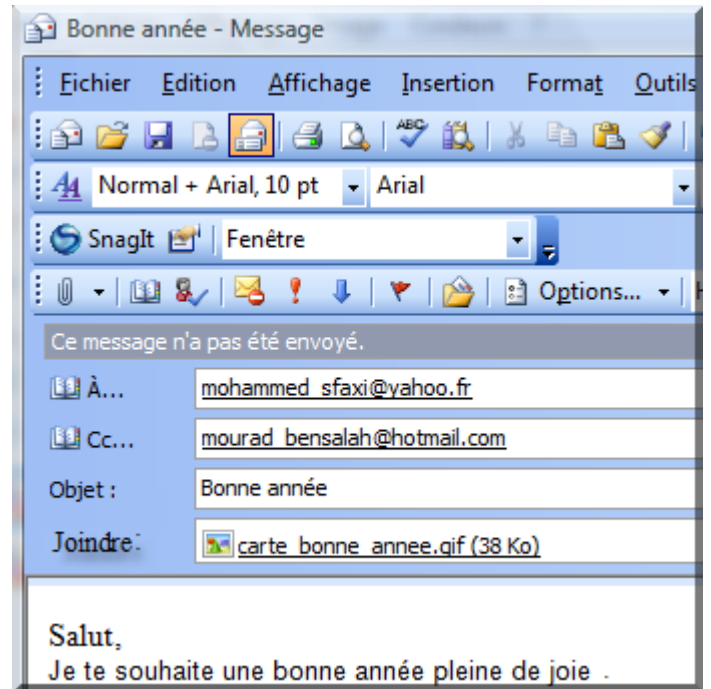 Bonne année - Message
Fichier Edition Affichage Insertion Format Outils
ABC
Normal + Arial, 10 pt Arial
SnagIt Fenêtre
Options...
Ce message n'a pas été envoyé.
À... mohammed_sfaxi@yahoo.fr
Cc... mourad_bensalah@hotmail.com
Objet : Bonne année
Joindre: carte_bonne_annee.gif (38 Ko)
Salut,
Je te souhaite une bonne année pleine de joie .